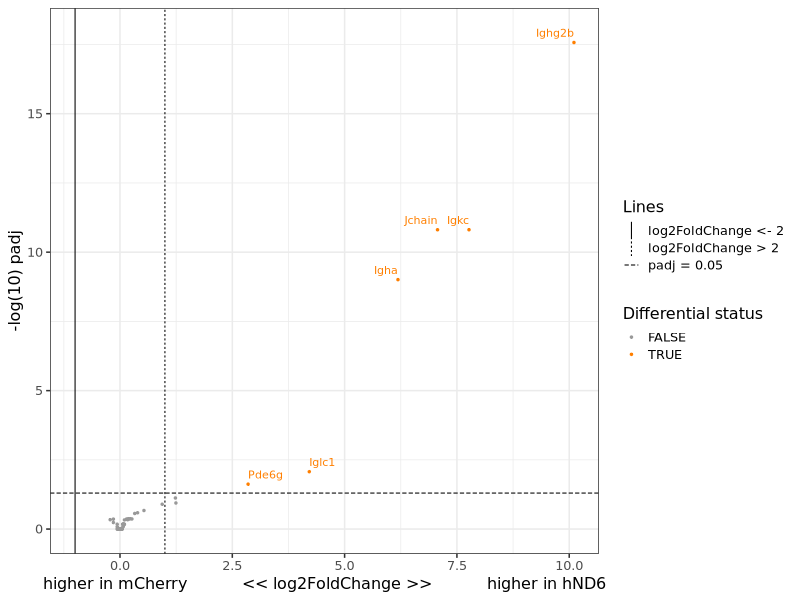 Ighg2b
Jchain Igkc
Igha
Iglc1
Pde6g
15
10
5
0
-log(10) padj
0.0 2.5 5.0 7.5 10.0
higher in mCherry << log2FoldChange >> higher in hND6
Lines
log2FoldChange <- 2
log2FoldChange > 2
padj = 0.05
Differential status
FALSE
TRUE